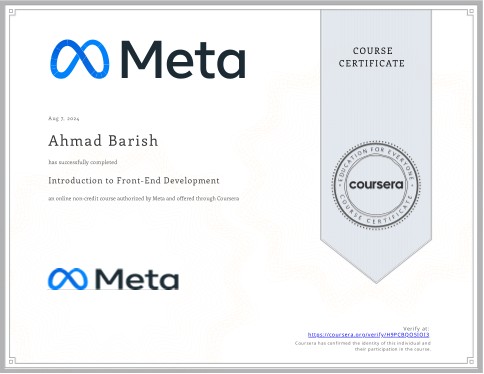 Meta
COURSE
CERTIFICATE
Aug 7, 2024
Ahmad Barish
has successfully completed
Introduction to Front-End Development
an online non-credit course authorized by Meta and offered through Coursera
EDUCATION FOR EVERYONE
coursera
COURSE CERTIFICATE
Meta
Verify at:
https://coursera.org/verify/
Coursera has confirmed the identity of this individual and
their participation in the course.